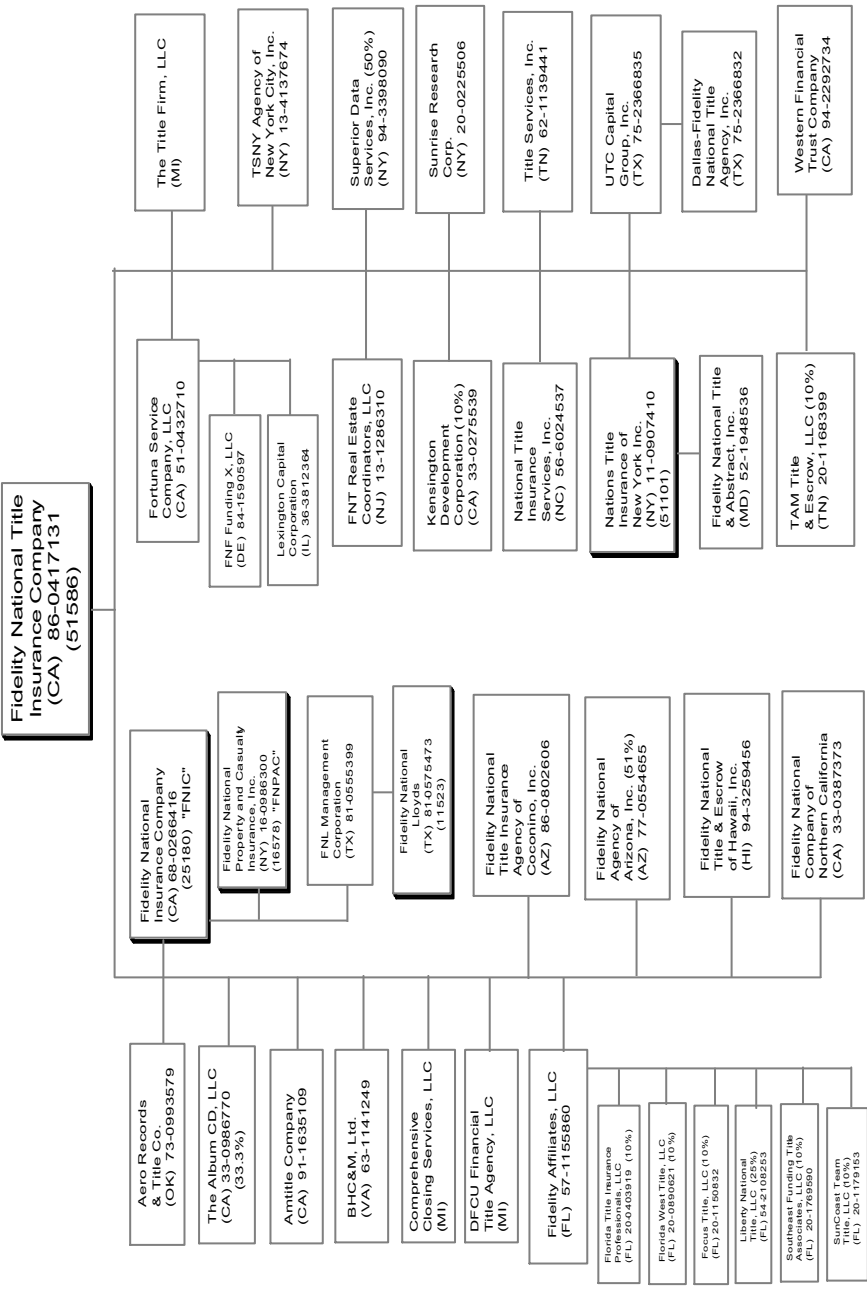 Fidelity National Title
Insurance Company
(CA) 86-0417131
(51586)
Aero Records
& Title Co.
(OK) 73-0993579
The Album CD, LLC
(CA) 33-0986770
(33.3%)
Amtitle Company
(CA) 91-1635109
BHC&M, Ltd.
(VA) 63-1141249
Comprehensive
Closing Services, LLC
(MI)
DFCU Financial
Title Agency, LLC
(MI)
Fidelity Affiliates, LLC
(FL) 57-1155860
Florida Title Insurance
Professionals, LLC
(FL) 20-0403919 (10%)
Florida West Title, LLC
(FL) 20-0890621 (10%)
Focus Title, LLC (10%)
(FL) 20-1150832
Liberty National
Title, LLC (25%)
(FL) 54-2108253
Southeast Funding Title
Associates, LLC (10%)
(FL) 20-1769590
SunCoast Team
Title, LLC (10%)
(FL) 20-1179153
Fidelity National
Insurance Company
(CA) 68-0266416
(25180) "FNIC"
Fidelity National
Property and Casualty
Insurance, Inc.
(NY) 16-0986300
(16578) "FNPAC"
FNL Management
Corporation
(TX) 81-0555399
Fidelity National
Lloyds
(TX) 81-0575473
(11523)
Fidelity National
Title Insurance
Agency of
Coconino, Inc.
(AZ) 86-0802606
Fidelity National
Agency of
Arizona, Inc. (51%)
(AZ) 77-0554655
Fidelity National
Title & Escrow
of Hawaii, Inc.
(HI) 94-3259456
Fidelity National
Company of
Northern California
(CA) 33-0387373
Fortuna Service
Company, LLC
(CA) 51-0432710
FNF Funding X, LLC
(DE) 84-1590597
Lexington Capital
Corporation
(IL) 36-3812364
FNT Real Estate
Coordinators, LLC
(NJ) 13-1286310
Kensington
Development
Corporation (10%)
(CA) 33-0275539
National Title
Insurance
Services, Inc.
(NC) 56-6024537
Nations Title
Insurance of
New York Inc.
(NY) 11-0907410
(51101)
Fidelity National Title
& Abstract, Inc.
(MD) 52-1948536
TAM Title
& Escrow, LLC (10%)
(TN) 20-1168399
The Title Firm, LLC
(MI)
TSNY Agency of
New York City, Inc.
(NY) 13-4137674
Superior Data
Services, Inc. (50%)
(NY) 94-3398090
Sunrise Research
Corp.
(NY) 20-0225506
Title Services, Inc.
(TN) 62-1139441
UTC Capital
Group, Inc.
(TX) 75-2366835
Dallas-Fidelity
National Title
Agency, Inc.
(TX) 75-2366832
Western Financial
Trust Company
(CA) 94-2292734